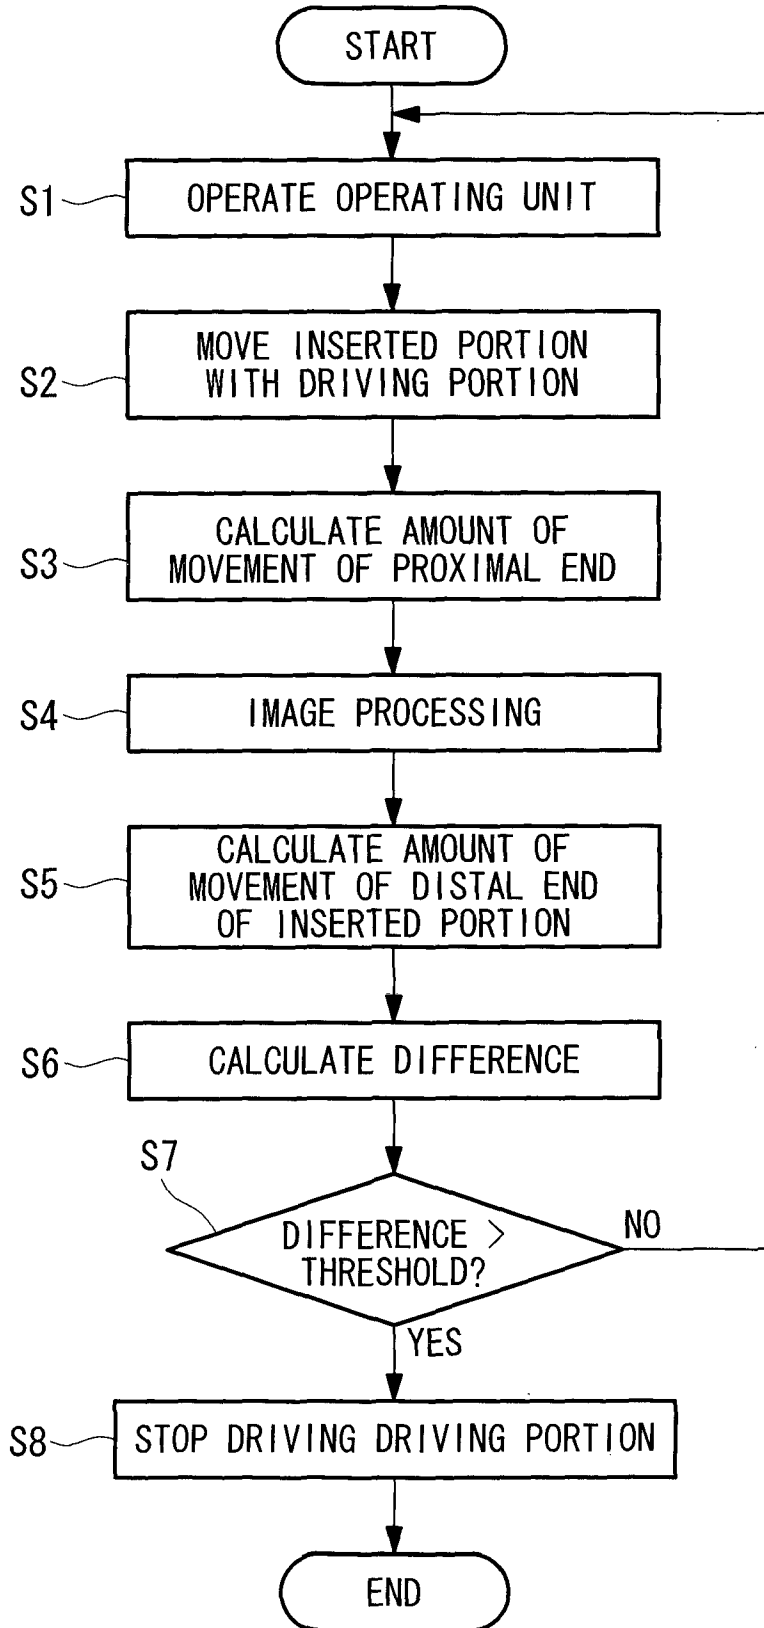 START
S1
OPERATE OPERATING UNIT
S2
MOVE INSERTED PORTION
WITH DRIVING PORTION
S3
CALCULATE AMOUNT OF
MOVEMENT OF PROXIMAL END
S4
IMAGE PROCESSING
S5
CALCULATE AMOUNT OF
MOVEMENT OF DISTAL END
OF INSERTED PORTION
S6
CALCULATE DIFFERENCE
S7
DIFFERENCE >
THRESHOLD?
NO
YES
S8
STOP DRIVING DRIVING PORTION
END